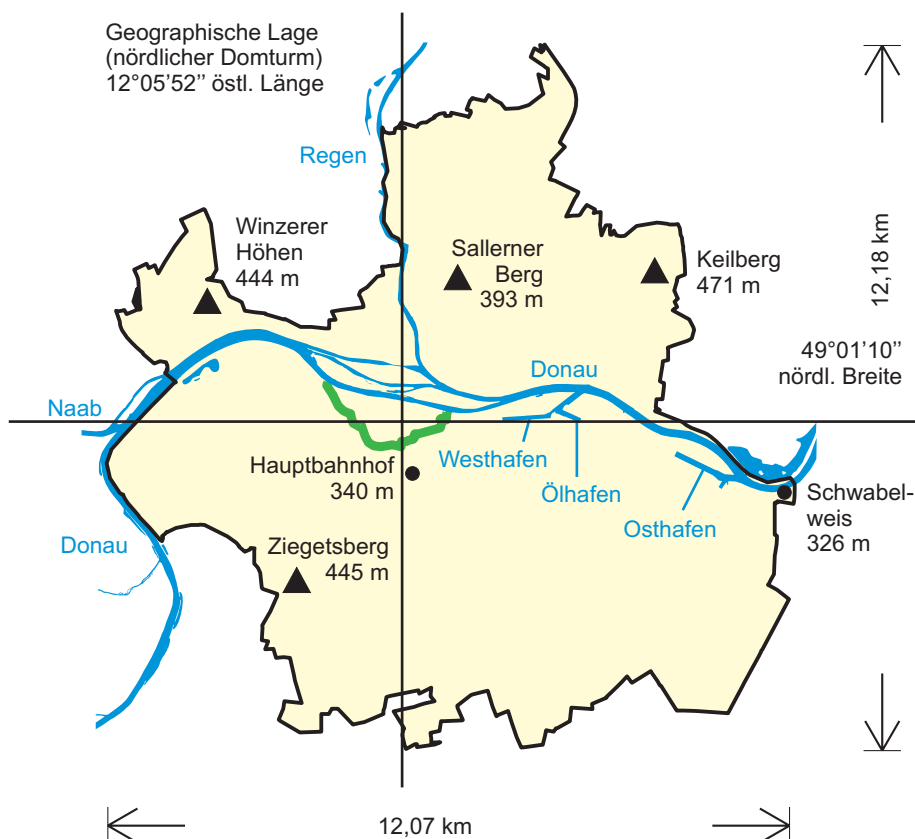 Geographische Lage
(nördlicher Domturm)
12°05’52’’ östl. Länge
Regen
Winzerer
Höhen
444 m
Sallerner
Berg
393 m
Keilberg
471 m
12,18 km
49°01’10’’
nördl. Breite
Donau
Naab
Westhafen
Hauptbahnhof
340 m
Ölhafen
Osthafen
Schwabel-
weis
326 m
Donau
Ziegetsberg
445 m
12,07 km